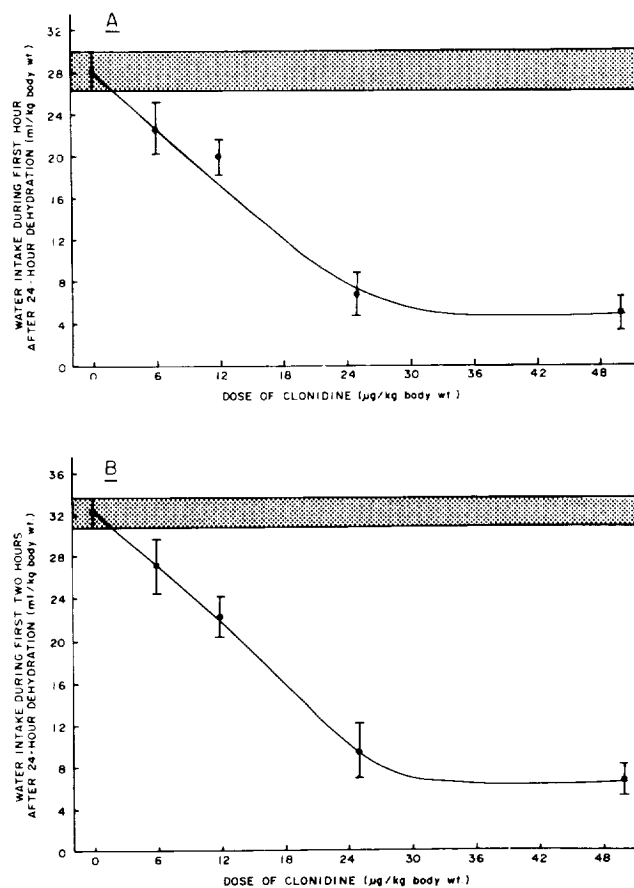 A
32
28
24
20
16
12
8
4
0
WATER INTAKE DURING FIRST HOUR
AFTER 24-HOUR DEHYDRATION (ml/kg body wt.)
0 6 12 18 24 30 36 42 48
DOSE OF CLONIDINE (µg/kg body wt.)
B
36
32
28
24
20
16
12
8
4
0
WATER INTAKE DURING FIRST TWO HOURS
AFTER 24-HOUR DEHYDRATION (ml/kg body wt.)
0 6 12 18 24 30 36 42 48
DOSE OF CLONIDINE (µg/kg body wt.)